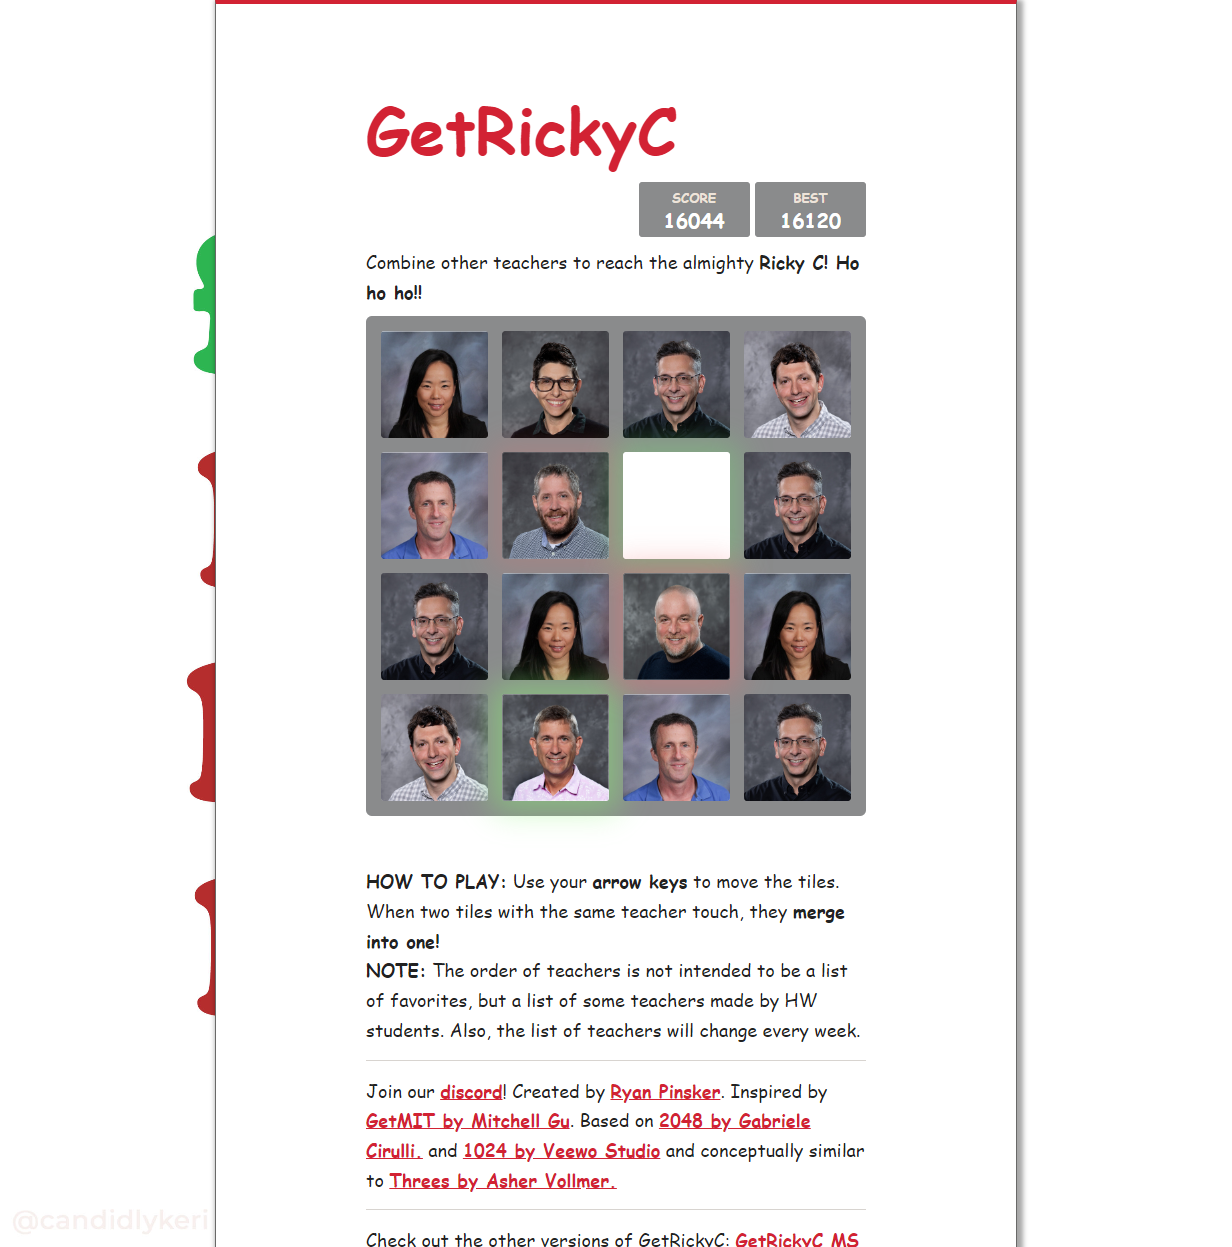 GetRickyC
SCORE
16044
BEST
16120
Combine other teachers to reach the almighty Ricky C! Ho
ho ho!!
HOW TO PLAY: Use your arrow keys to move the tiles.
When two tiles with the same teacher touch, they merge
into one!
NOTE: The order of teachers is not intended to be a list
of favorites, but a list of some teachers made by HW
students. Also, the list of teachers will change every week.
Join our discord! Created by Ryan Pinsker. Inspired by
GetMIT by Mitchell Gu. Based on 2048 by Gabriele
Cirulli. and 1024 by Veewo Studio and conceptually similar
to Threes by Asher Vollmer.
Check out the other versions of GetRickyC: GetRickyC MS
@candidlykeri